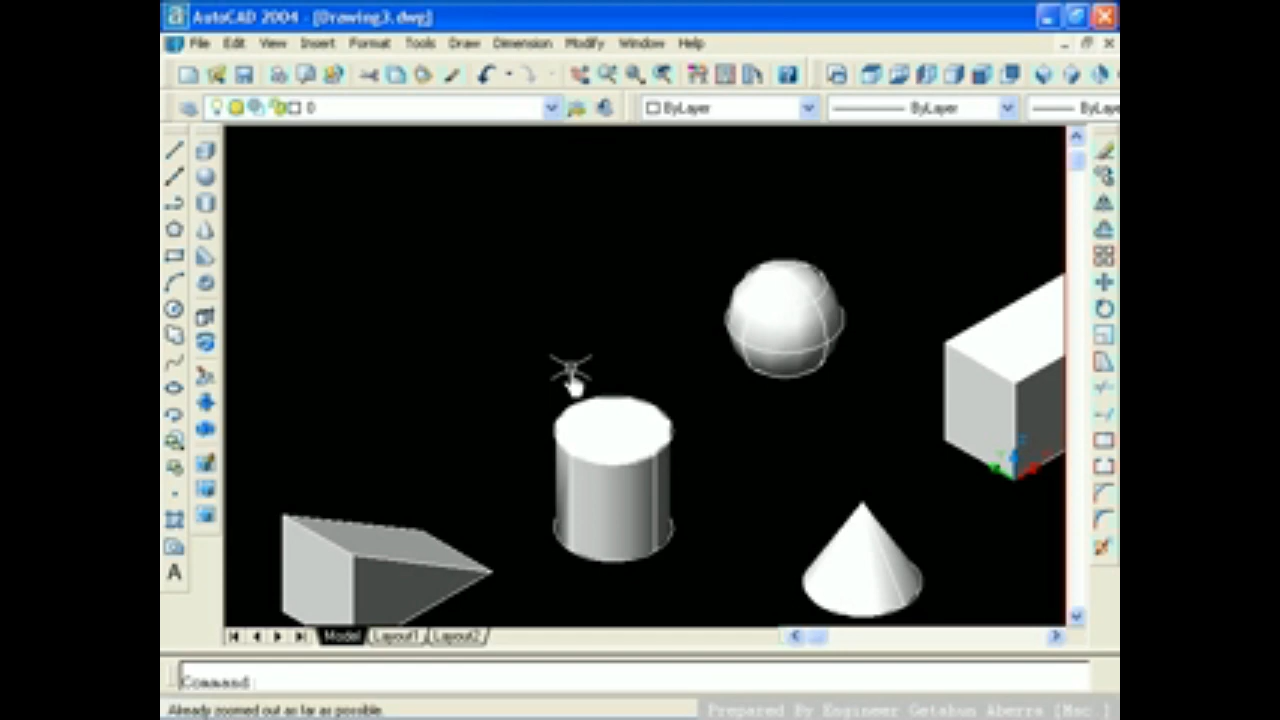 AutoCAD 2004 - [Drawing3.dwg]
File Edit View Insert Format Tools Draw Dimension Modify Window Help
0 ByLayer ByLayer ByLaye
A
Model Layout1 Layout2
Command:
Already zoomed out as far as possible.
Prepared By Engineer Getahun Aberra [Msc ]